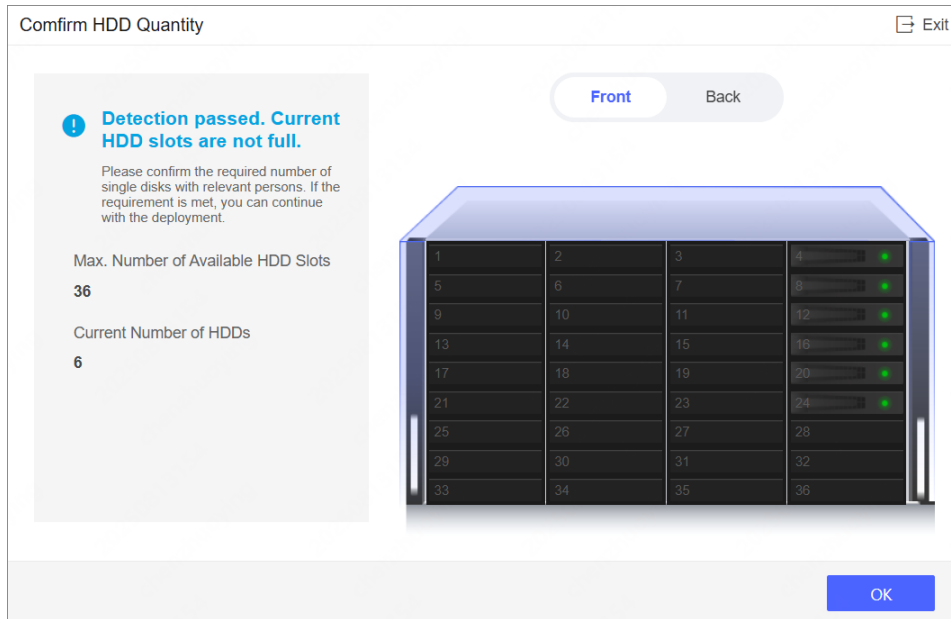 Comfirm HDD Quantity
Exit
Detection passed. Current
HDD slots are not full.
Please confirm the required number of
single disks with relevant persons. If the
requirement is met, you can continue
with the deployment.
Max. Number of Available HDD Slots
36
Current Number of HDDs
6
Front Back
1 2 3 4
5 6 7 8
9 10 11 12
13 14 15 16
17 18 19 20
21 22 23 24
25 26 27 28
29 30 31 32
33 34 35 36
OK